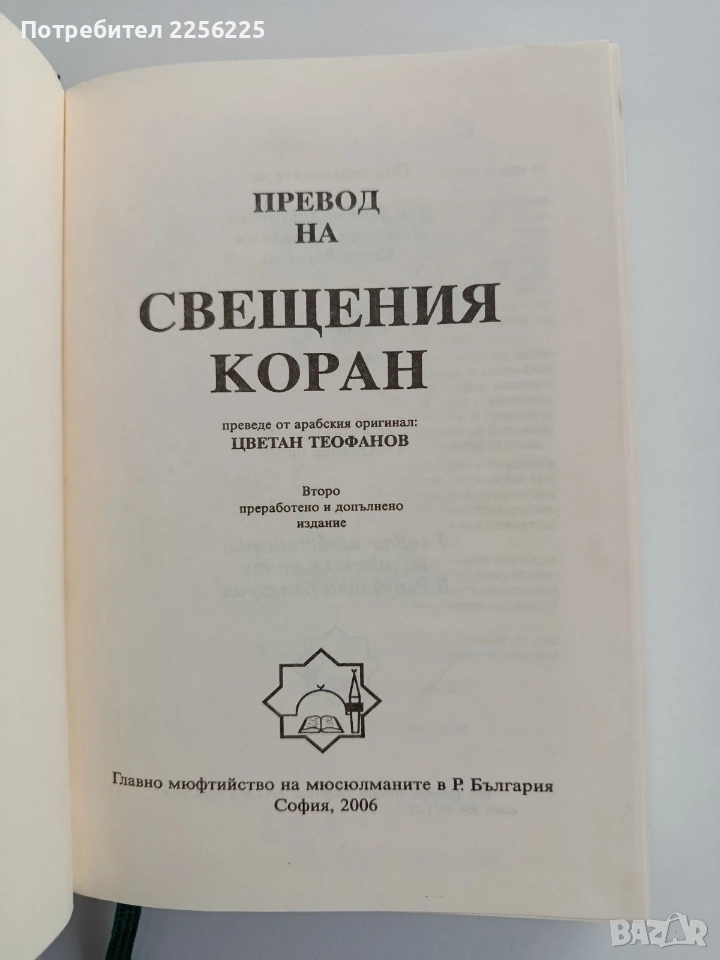 Потребител 2256225
ПРЕВОД
НА
СВЕЩЕНИЯ
КОРАН
преведе от арабския оригинал:
ЦВЕТАН ТЕОФАНОВ
Второ
преработено и допълнено
издание
Главно мюфтийство на мюсюлманите в Р. България
София, 2006
BAZAR